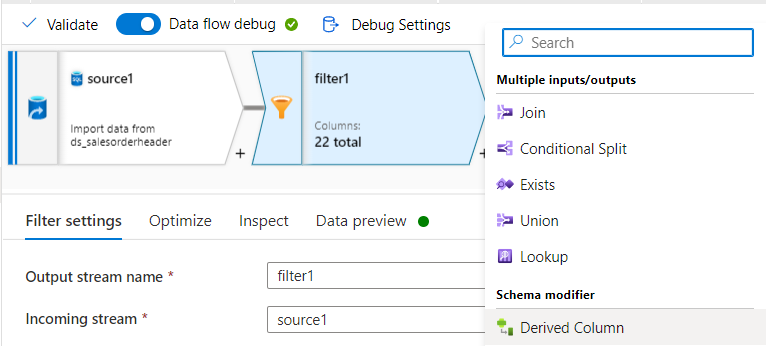 Validate
Data flow debug
Debug Settings
source1
Import data from
ds_salesorderheader
+
filter1
Columns:
22 total
+
Filter settings
Optimize
Inspect
Data preview
Output stream name *
filter1
Incoming stream *
source1
Search
Multiple inputs/outputs
Join
Conditional Split
Exists
Union
Lookup
Schema modifier
Derived Column